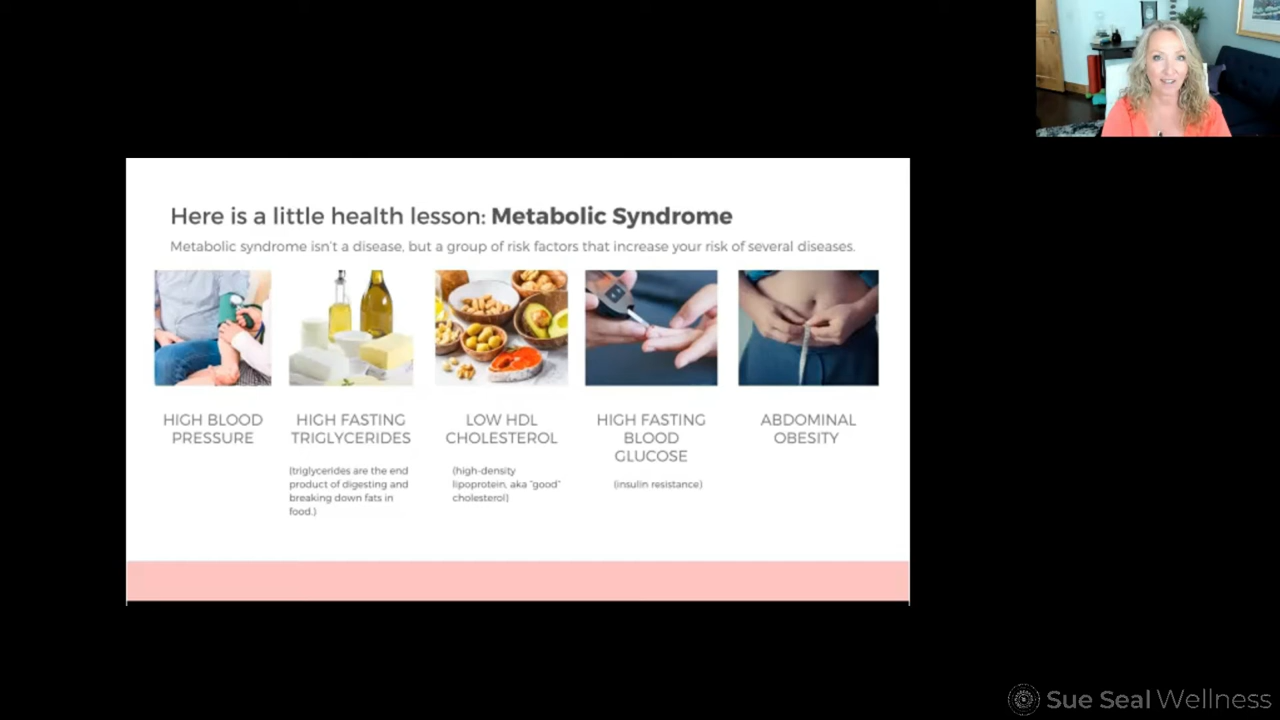 Here is a little health lesson: Metabolic Syndrome
Metabolic syndrome isn't a disease, but a group of risk factors that increase your risk of several diseases.
HIGH BLOOD
PRESSURE
HIGH FASTING
TRIGLYCERIDES
(triglycerides are the end
product of digesting and
breaking down fats in
food.)
LOW HDL
CHOLESTEROL
(high-density
lipoprotein, aka "good"
cholesterol)
HIGH FASTING
BLOOD
GLUCOSE
(insulin resistance)
ABDOMINAL
OBESITY
Sue Seal Wellness